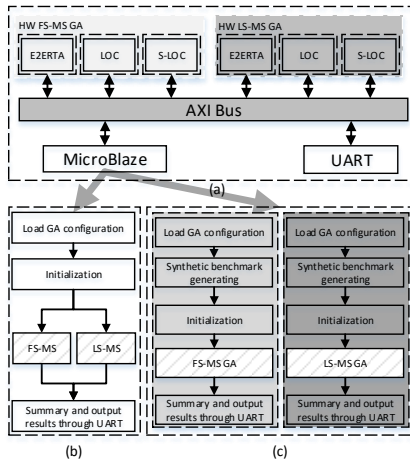 HW FS-MS GA
HW LS-MS GA
E2ERTA
LOC
S-LOC
E2ERTA
LOC
S-LOC
AXI Bus
MicroBlaze
UART
(a)
Load GA configuration
Initialization
FS-MS
LS-MS
Summary and output
results through UART
(b)
Load GA configuration
Synthetic benchmark
generating
Initialization
FS-MS GA
Summary and output
results through UART
Load GA configuration
Synthetic benchmark
generating
Initialization
LS-MS GA
Summary and output
results through UART
(c)